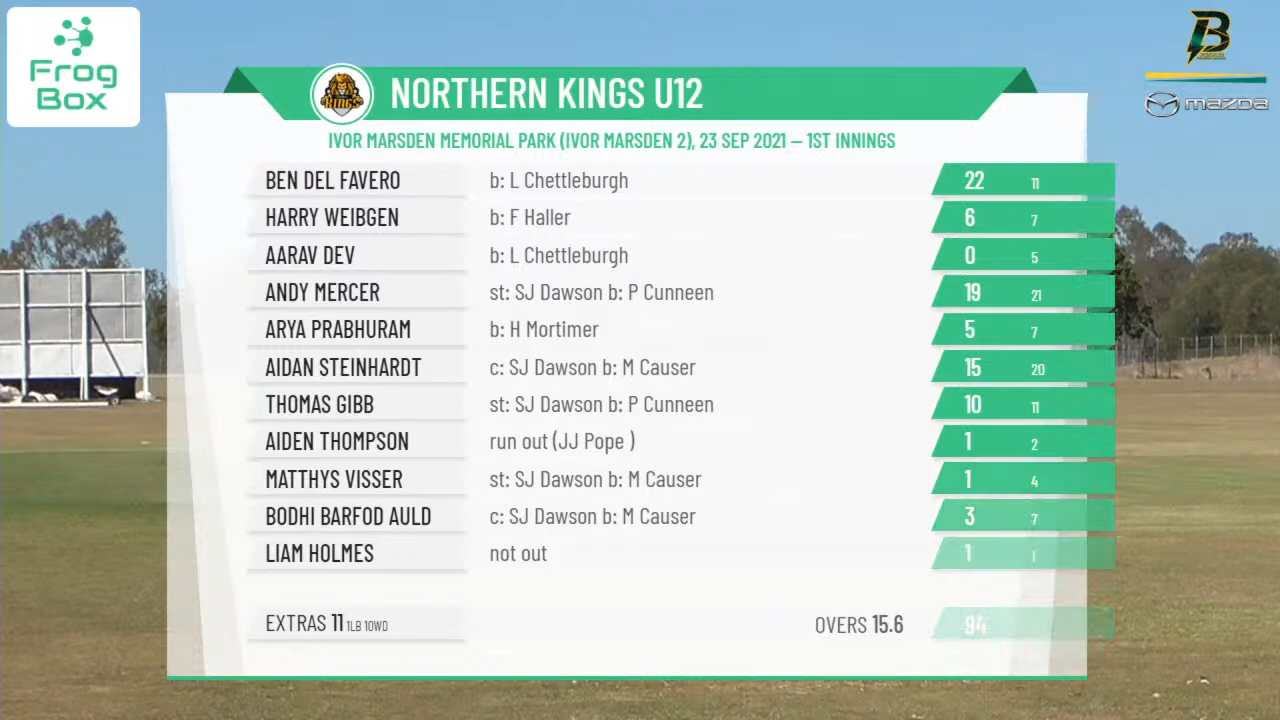 Frog
Box
B
mazda
KINGS
NORTHERN KINGS U12
IVOR MARSDEN MEMORIAL PARK (IVOR MARSDEN 2), 23 SEP 2021 – 1ST INNINGS
BEN DEL FAVERO b: L Chettleburgh 22 11
HARRY WEIBGEN b: F Haller 6 7
AARAV DEV b: L Chettleburgh 0 5
ANDY MERCER st: SJ Dawson b: P Cunneen 19 21
ARYA PRABHURAM b: H Mortimer 5 7
AIDAN STEINHARDT c: SJ Dawson b: M Causer 15 20
THOMAS GIBB st: SJ Dawson b: P Cunneen 10 11
AIDEN THOMPSON run out (JJ Pope ) 1 2
MATTHYS VISSER st: SJ Dawson b: M Causer 1 4
BODHI BARFOD AULD c: SJ Dawson b: M Causer 3 7
LIAM HOLMES not out 1 1
EXTRAS 11 1LB 10WD OVERS 15.6 94